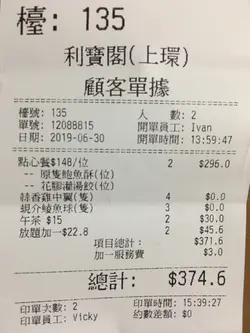 檯: 135
利寶閣(上環)
顧客單據
檯號: 135 人 數: 2
單號: 12088815 開單員工: Ivan
日期: 2019-06-30 開單時間: 13:59:47
點心餐$148/位 2 $296.0
-- 原隻鮑魚酥(位)
-- 花膠灌湯餃(位)
蒜香雞中翼(隻) 4 $0.0
蜆介鯪魚球(隻) 3 $0.0
午茶 $15 2 $30.0
放題加一$22.8 2 $45.6
項目總計: $371.6
加一服務費 $3.0
總計: $374.6
印單次數: 2 印單時間: 15:39:27
印單員工: Vicky 約數差額: $0